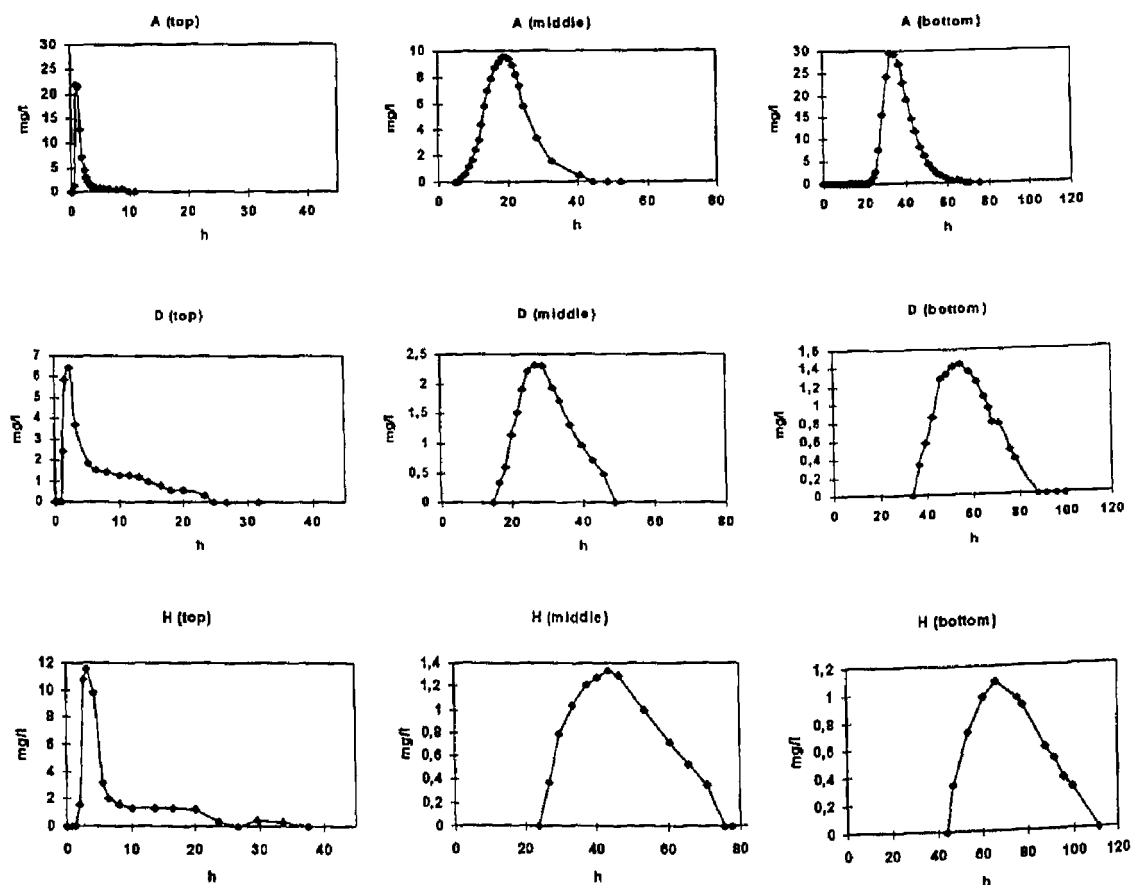 A (top)
30
25
20
15
10
5
0
mg/l
0 10 20 30 40
h
A (middle)
10
8
6
4
2
0
mg/l
0 20 40 60 80
h
A (bottom)
30
25
20
15
10
5
0
mg/l
0 20 40 60 80 100 120
h
D (top)
7
6
5
4
3
2
1
0
mg/l
0 10 20 30 40
h
D (middle)
2,5
2
1,5
1
0,5
0
mg/l
0 20 40 60 80
h
D (bottom)
1,6
1,4
1,2
1
0,8
0,6
0,4
0,2
0
mg/l
0 20 40 60 80 100 120
h
H (top)
12
10
8
6
4
2
0
mg/l
0 10 20 30 40
h
H (middle)
1,4
1,2
1
0,8
0,6
0,4
0,2
0
mg/l
0 20 40 60 80
h
H (bottom)
1,2
1
0,8
0,6
0,4
0,2
0
mg/l
0 20 40 60 80 100 120
h